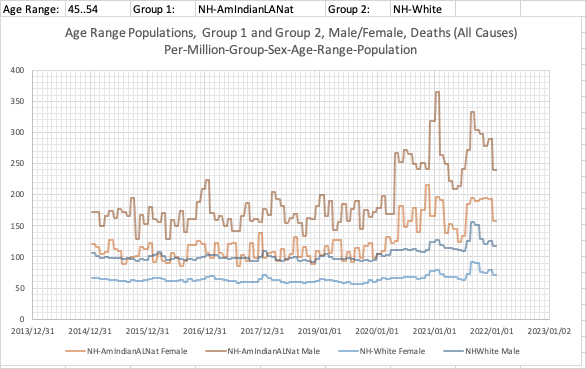 Age Range: 45..54 Group 1: NH-AmIndianLANat Group 2: NH-White
Age Range Populations, Group 1 and Group 2, Male/Female, Deaths (All Causes)
Per-Million-Group-Sex-Age-Range-Population
400
350
300
250
200
150
100
50
0
2013/12/31 2014/12/31 2015/12/31 2016/12/31 2017/12/31 2019/01/01 2020/01/01 2021/01/01 2022/01/01 2023/01/02
NH-AmIndianALNat Female NH-AmIndianALNat Male NH-White Female NHWhite Male